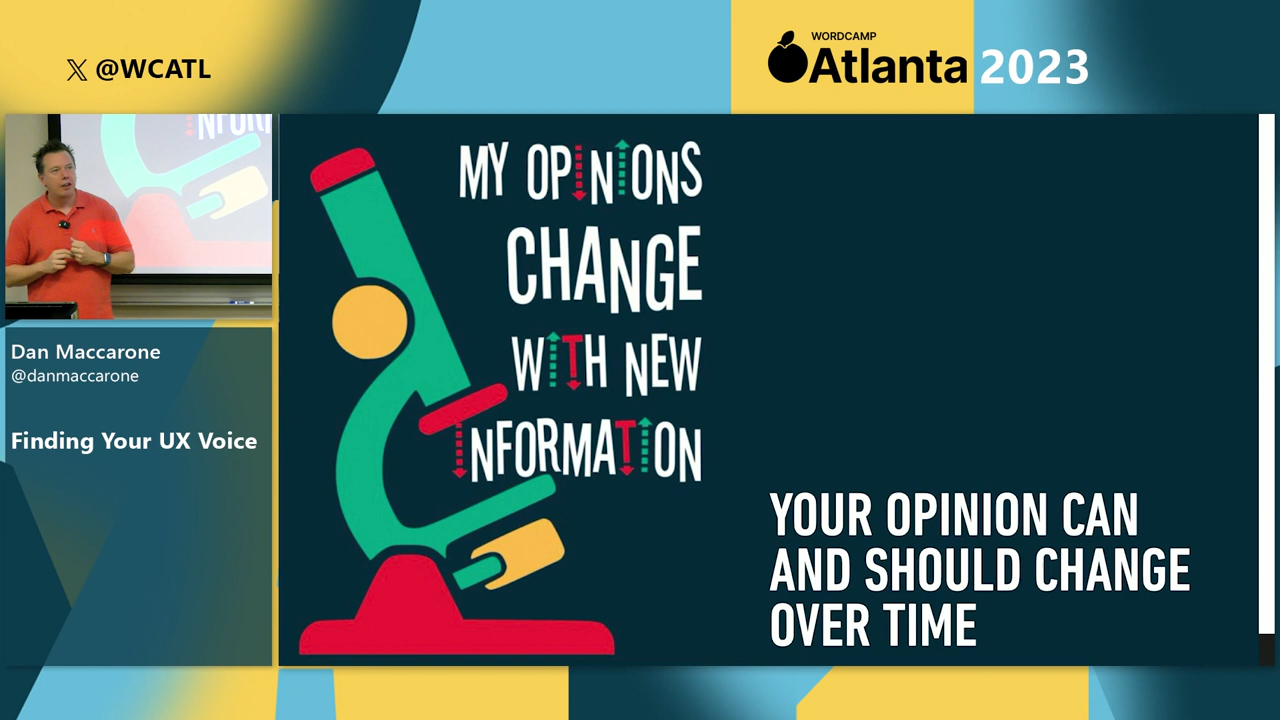 𝕏 @WCATL
WORDCAMP
Atlanta 2023
NFORM
Dan Maccarone
@danmaccarone
Finding Your UX Voice
MY OPINIONS
CHANGE
WITH NEW
INFORMATION
YOUR OPINION CAN
AND SHOULD CHANGE
OVER TIME